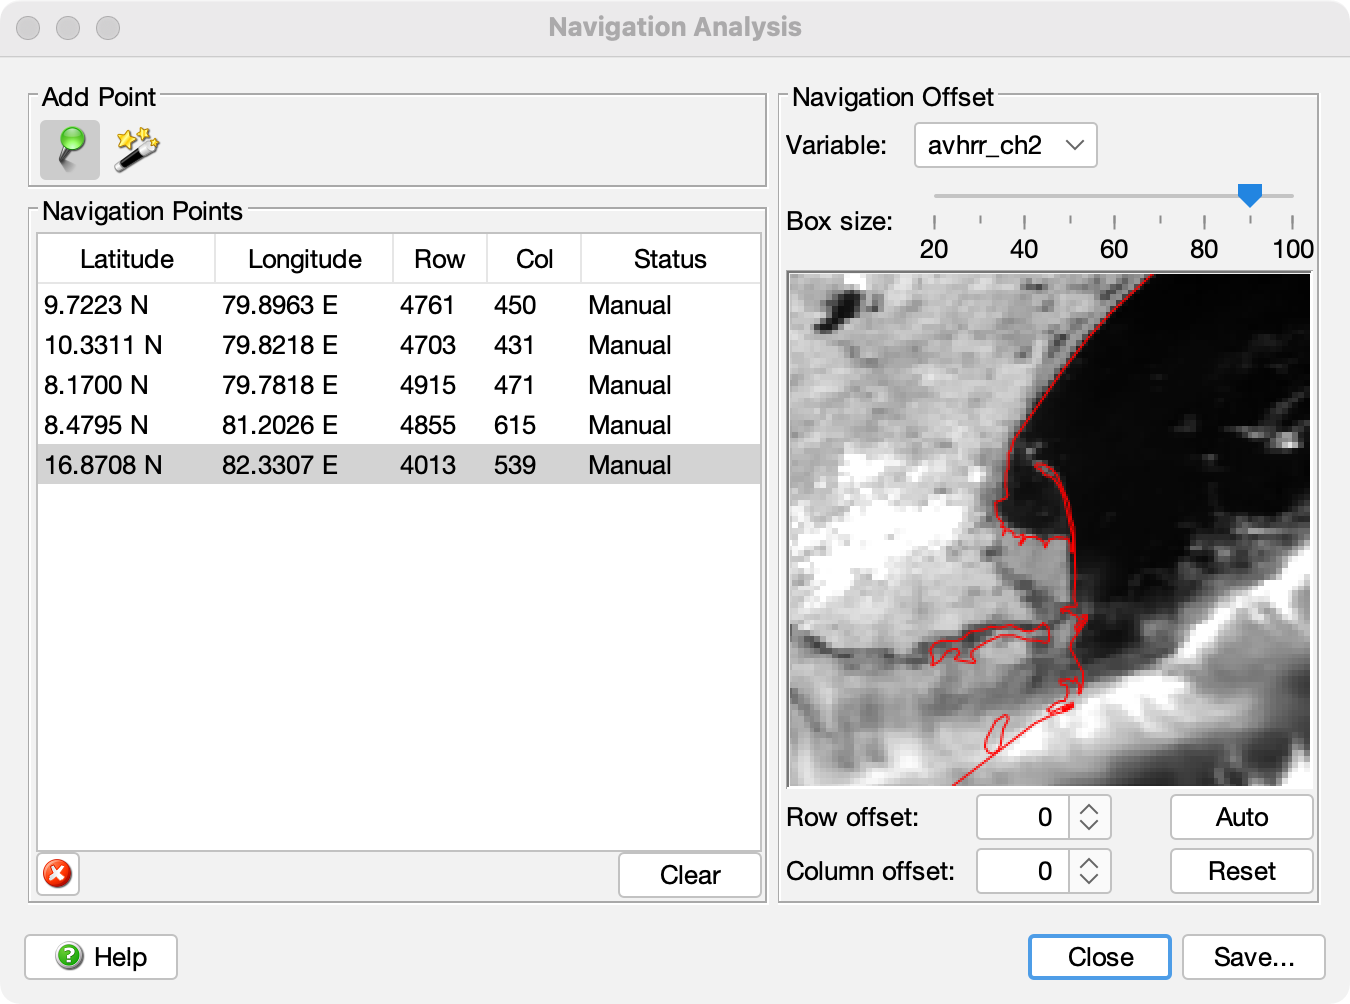 Navigation Analysis
Add Point
Navigation Points
Latitude Longitude Row Col Status
9.7223 N 79.8963 E 4761 450 Manual
10.3311 N 79.8218 E 4703 431 Manual
8.1700 N 79.7818 E 4915 471 Manual
8.4795 N 81.2026 E 4855 615 Manual
16.8708 N 82.3307 E 4013 539 Manual
Clear
Navigation Offset
Variable: avhrr_ch2
Box size:
20 40 60 80 100
Row offset: 0 Auto
Column offset: 0 Reset
Help Close Save...